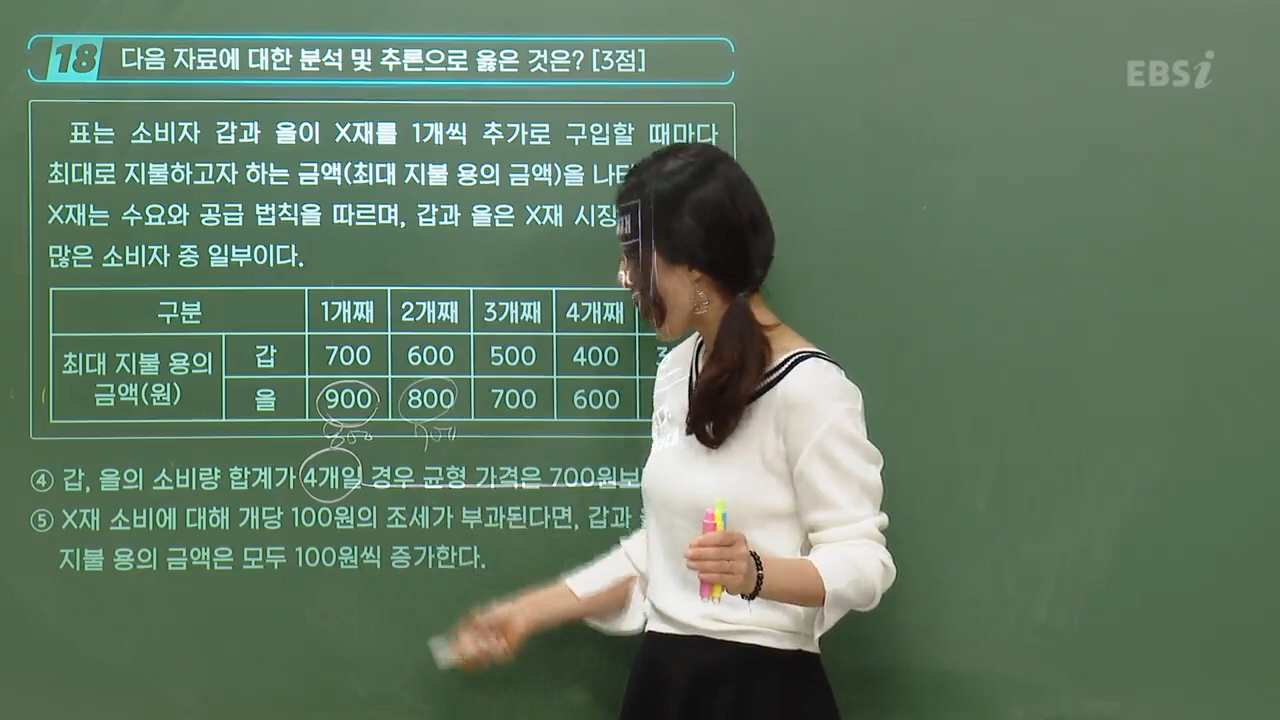 18 다음 자료에 대한 분석 및 추론으로 옳은 것은? [3점]
EBSi
표는 소비자 갑과 을이 X재를 1개씩 추가로 구입할 때마다
최대로 지불하고자 하는 금액(최대 지불 용의 금액)을
X재는 수요와 공급 법칙을 따르며, 갑과 을은 X재
많은 소비자 중 일부이다.
구분 1개째 2개째 3개째 4개째
최대 지불 용의 금액(원)
갑 700 600 500 400
을 900 800 700 600
800 700
④ 갑, 을의 소비량 합계가 4개일 경우 균형 가격은 700원
⑤ X재 소비에 대해 개당 100원의 조세가 부과된다면, 갑과
지불 용의 금액은 모두 100원씩 증가한다.